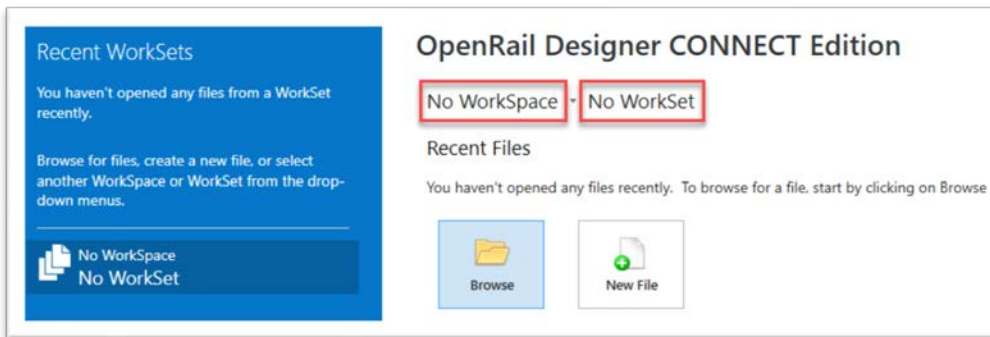 Recent WorkSets
You haven't opened any files from a WorkSet
recently.
Browse for files, create a new file, or select
another WorkSpace or WorkSet from the drop-
down menus.
No WorkSpace
No WorkSet
OpenRail Designer CONNECT Edition
No WorkSpace No WorkSet
Recent Files
You haven't opened any files recently. To browse for a file, start by clicking on Browse
Browse
New File